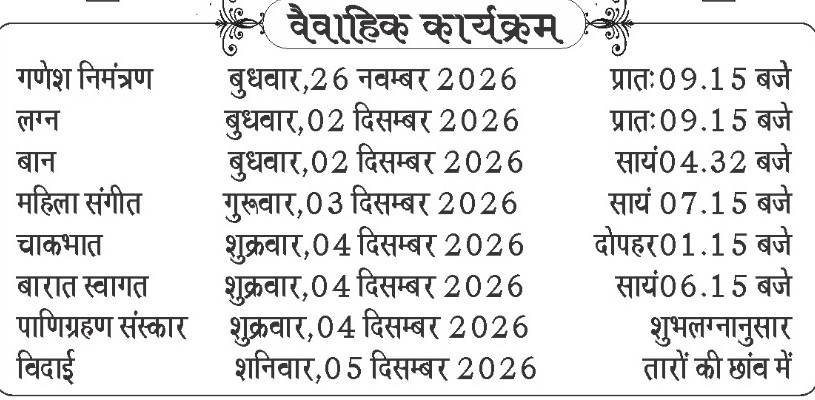 वैवाहिक कार्यक्रम
गणेश निमंत्रण बुधवार,26 नवम्बर 2026 प्रातः09.15 बजे
लग्न बुधवार,02 दिसम्बर 2026 प्रातः09.15 बजे
बान बुधवार,02 दिसम्बर 2026 सायं04.32 बजे
महिला संगीत गुरूवार,03 दिसम्बर 2026 सायं 07.15 बजे
चाकभात शुक्रवार,04 दिसम्बर 2026 दोपहर01.15 बजे
बारात स्वागत शुक्रवार,04 दिसम्बर 2026 सायं06.15 बजे
पाणिग्रहण संस्कार शुक्रवार,04 दिसम्बर 2026 शुभलग्नानुसार
विदाई शनिवार,05 दिसम्बर 2026 तारों की छांव में